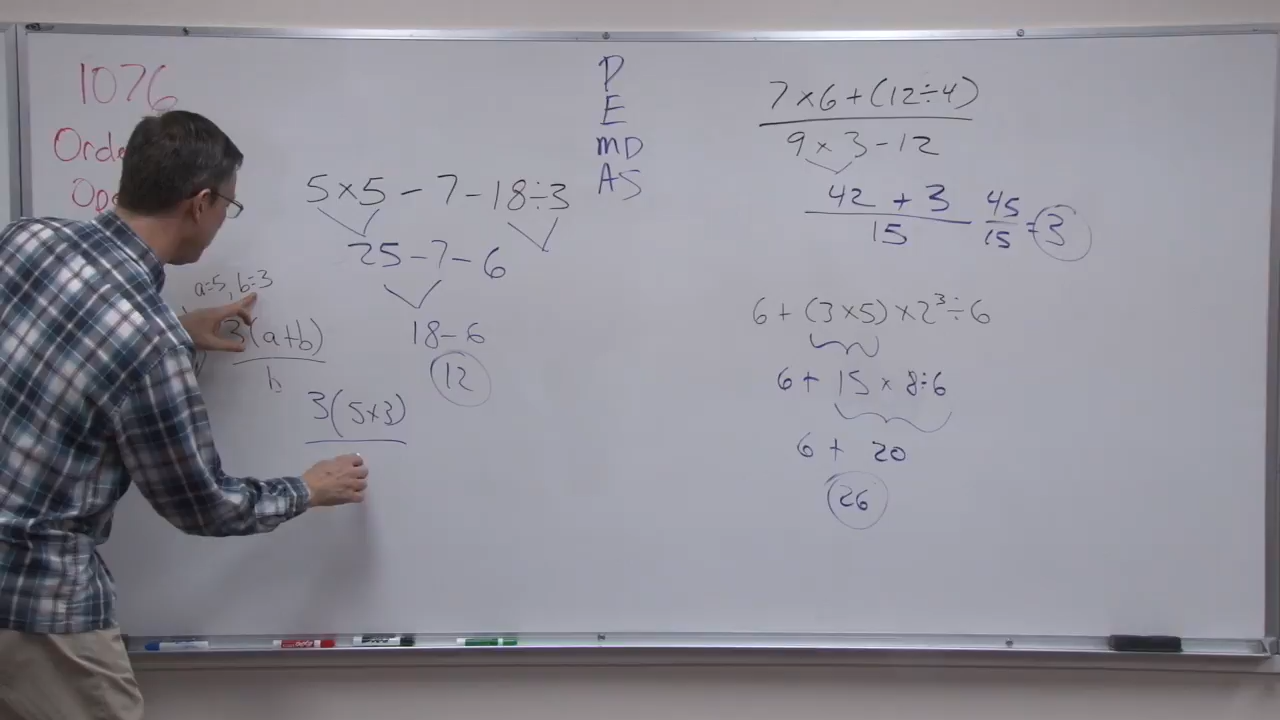 1076
Orde
Ops
a=5, b=3
3(a+b)
b
3(5×3)
5×5-7-18÷3
25-7-6
18-6
12
P
E
MD
AS
7×6+(12÷4)
9×3-12
42+3
15
45
15
=3
6+(3×5)×2³÷6
6+15×8÷6
6+20
26